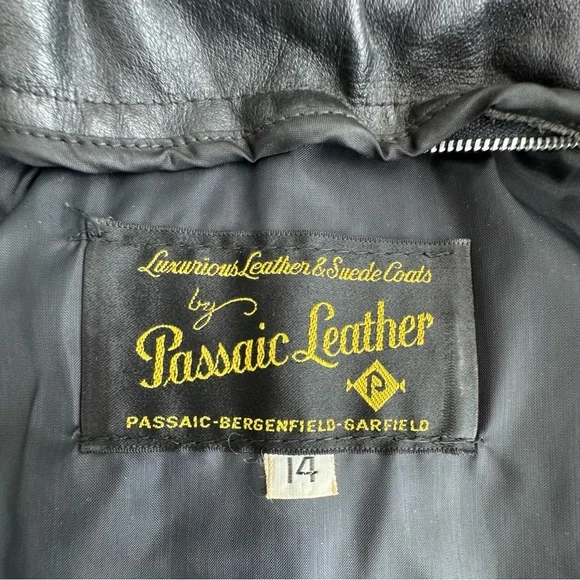 Luxurious Leather & Suede Coats
by
Passaic Leather
P
PASSAIC-BERGENFIELD-GARFIELD
14